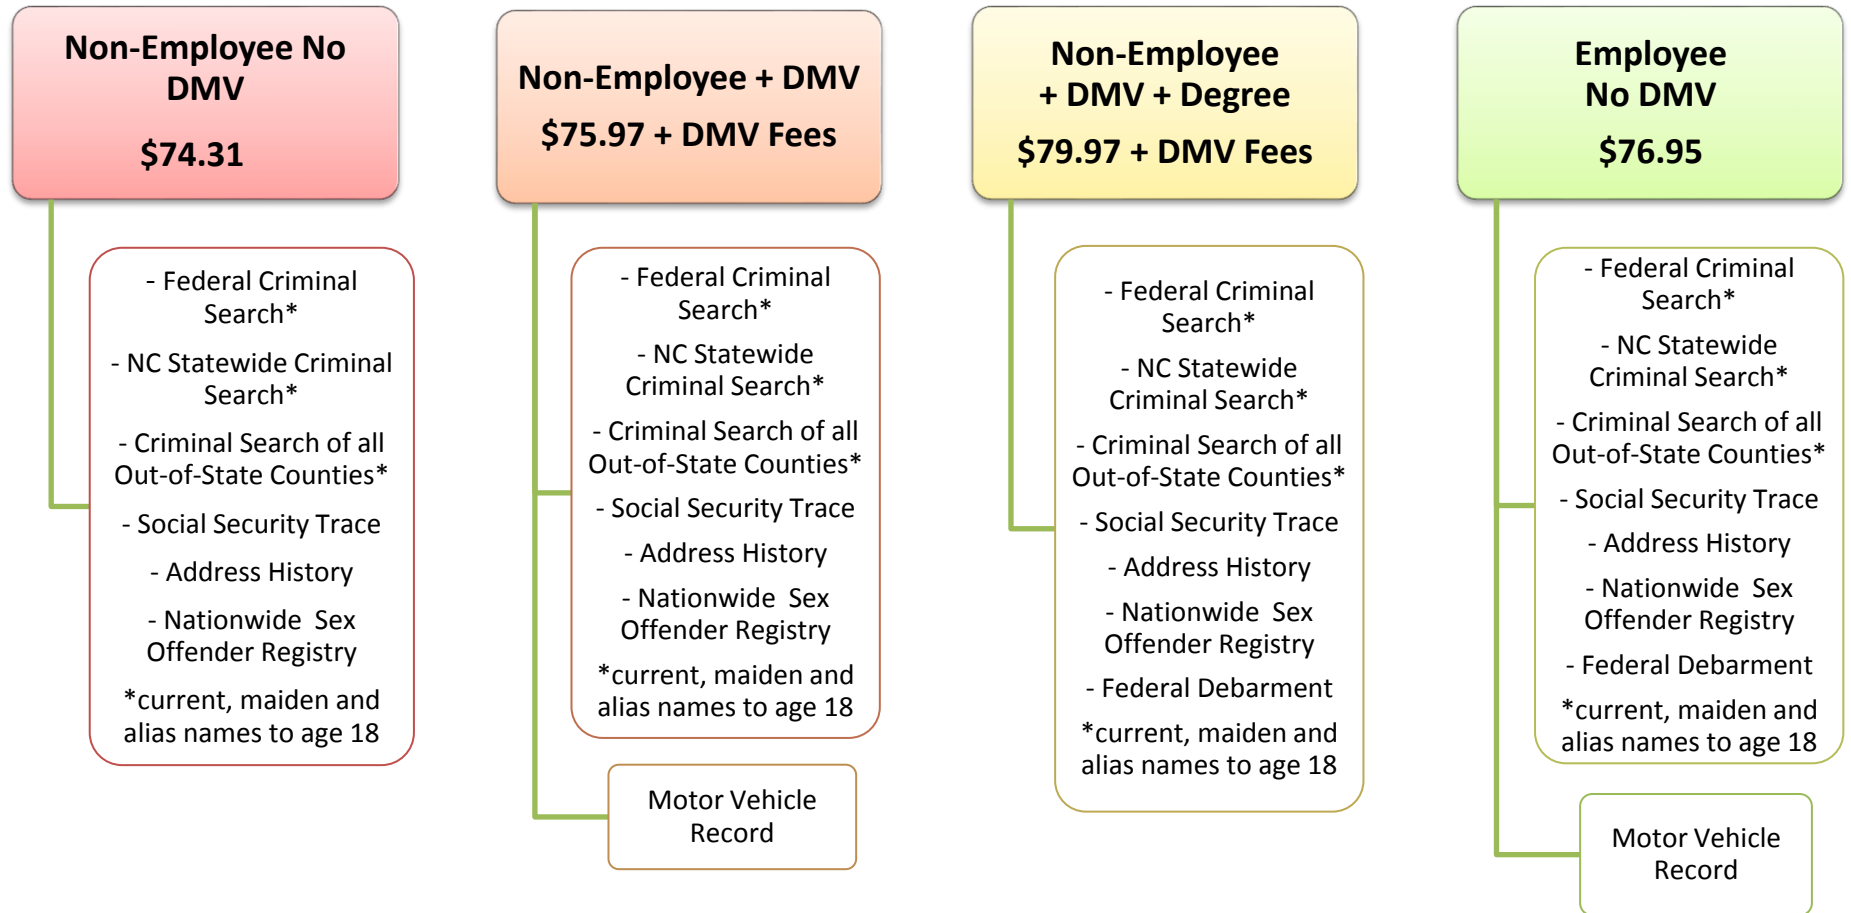 Non-Employee No
DMV
$74.31
- Federal Criminal
Search*
- NC Statewide Criminal
Search*
- Criminal Search of all
Out-of-State Counties*
- Social Security Trace
- Address History
- Nationwide  Sex
Offender Registry
*current, maiden and
alias names to age 18
Non-Employee + DMV
$75.97 + DMV Fees
- Federal Criminal
Search*
- NC Statewide
Criminal Search*
- Criminal Search of all
Out-of-State Counties*
- Social Security Trace
- Address History
- Nationwide  Sex
Offender Registry
*current, maiden and
alias names to age 18
Motor Vehicle
Record
Non-Employee
+ DMV + Degree
$79.97 + DMV Fees
- Federal Criminal
Search*
- NC Statewide
Criminal Search*
- Criminal Search of all
Out-of-State Counties*
- Social Security Trace
- Address History
- Nationwide  Sex
Offender Registry
- Federal Debarment
*current, maiden and
alias names to age 18
Employee
No DMV
$76.95
- Federal Criminal
Search*
- NC Statewide
Criminal Search*
- Criminal Search of all
Out-of-State Counties*
- Social Security Trace
- Address History
- Nationwide  Sex
Offender Registry
- Federal Debarment
*current, maiden and
alias names to age 18
Motor Vehicle
Record